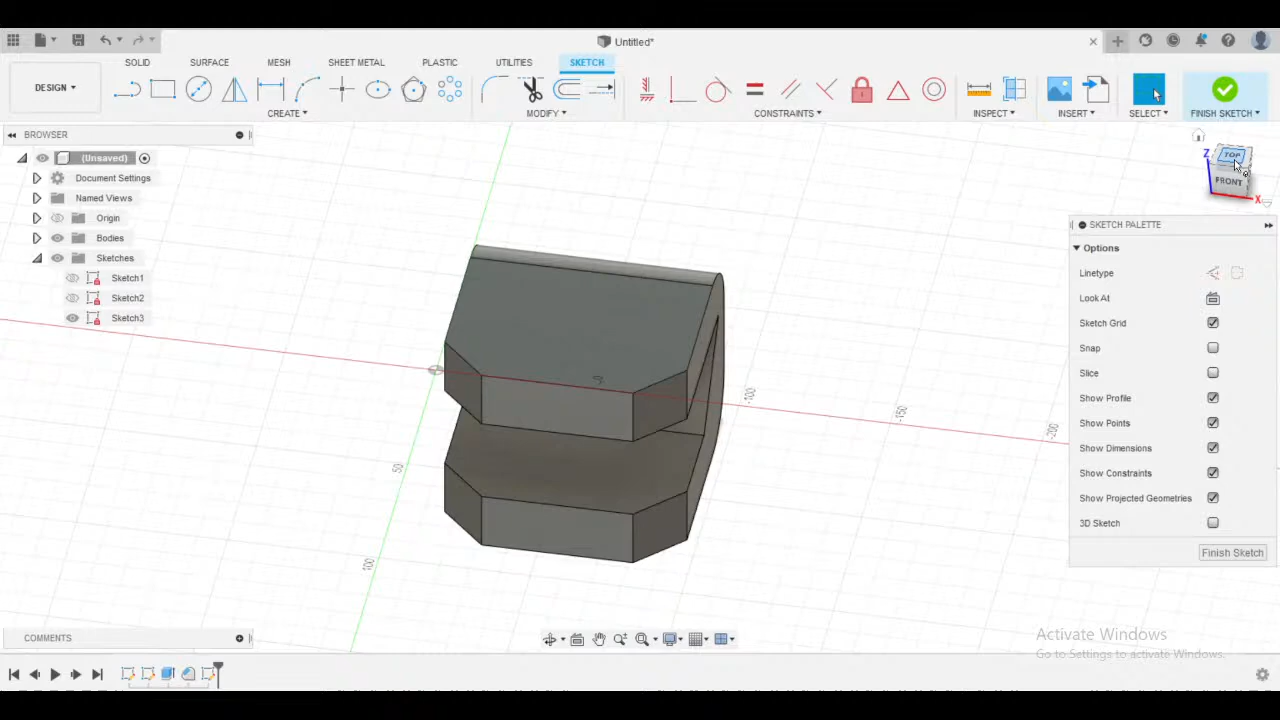 Untitled*
DESIGN
SOLID
SURFACE
MESH
SHEET METAL
PLASTIC
UTILITIES
SKETCH
CREATE
MODIFY
CONSTRAINTS
INSPECT
INSERT
SELECT
FINISH SKETCH
BROWSER
(Unsaved)
Document Settings
Named Views
Origin
Bodies
Sketches
Sketch1
Sketch2
Sketch3
TOP
FRONT
Z
X
SKETCH PALETTE
Options
Linetype
Look At
Sketch Grid
Snap
Slice
Show Profile
Show Points
Show Dimensions
Show Constraints
Show Projected Geometries
3D Sketch
Finish Sketch
-100
-150
-200
50
100
COMMENTS
Activate Windows
Go to Settings to activate Windows.